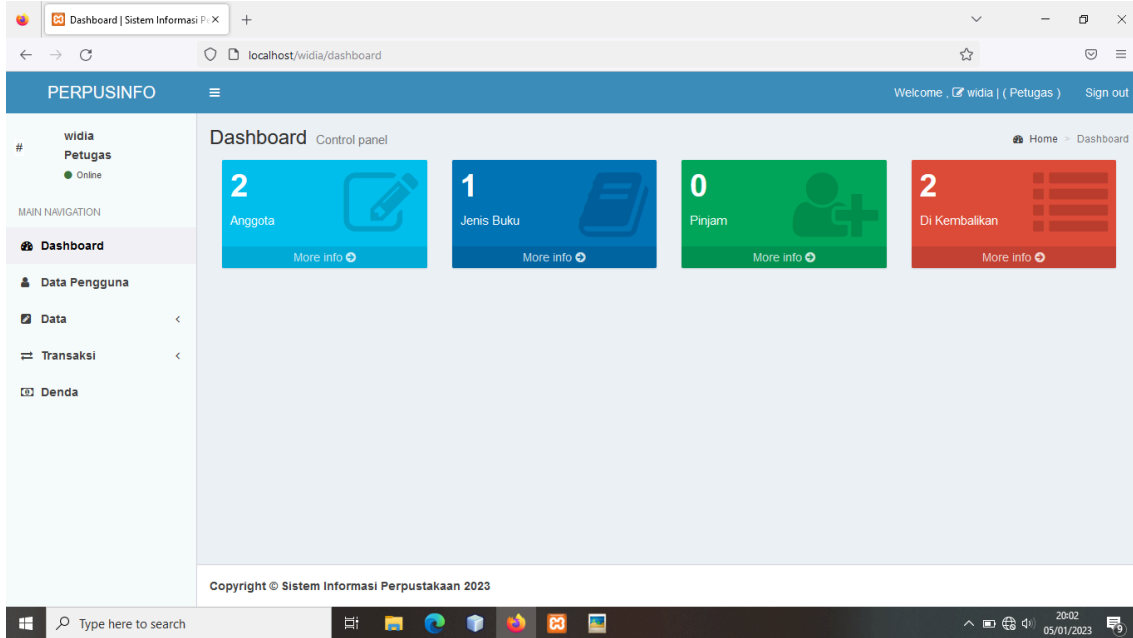 Dashboard | Sistem Informasi Pe
localhost/widia/dashboard
PERPUSINFO
Welcome , widia | ( Petugas ) Sign out
#
widia
Petugas
Online
MAIN NAVIGATION
Dashboard
Data Pengguna
Data
Transaksi
Denda
Dashboard Control panel
Home > Dashboard
2
Anggota
More info
1
Jenis Buku
More info
0
Pinjam
More info
2
Di Kembalikan
More info
Copyright © Sistem Informasi Perpustakaan 2023
Type here to search
20:02
05/01/2023
9